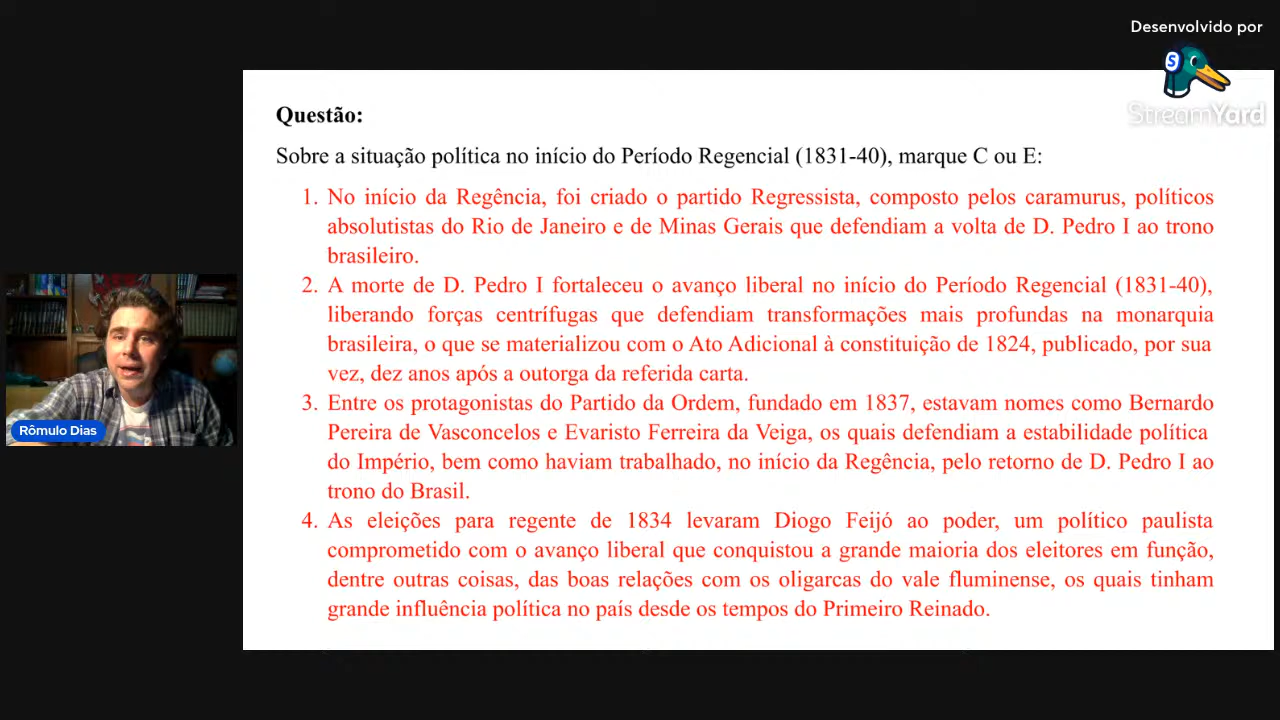 Desenvolvido por
S
StreamYard
Questão:
Sobre a situação política no início do Período Regencial (1831-40), marque C ou E:
1. No início da Regência, foi criado o partido Regressista, composto pelos caramurus, políticos
absolutistas do Rio de Janeiro e de Minas Gerais que defendiam a volta de D. Pedro I ao trono
brasileiro.
2. A morte de D. Pedro I fortaleceu o avanço liberal no início do Período Regencial (1831-40),
liberando forças centrífugas que defendiam transformações mais profundas na monarquia
brasileira, o que se materializou com o Ato Adicional à constituição de 1824, publicado, por sua
vez, dez anos após a outorga da referida carta.
3. Entre os protagonistas do Partido da Ordem, fundado em 1837, estavam nomes como Bernardo
Pereira de Vasconcelos e Evaristo Ferreira da Veiga, os quais defendiam a estabilidade política
do Império, bem como haviam trabalhado, no início da Regência, pelo retorno de D. Pedro I ao
trono do Brasil.
4. As eleições para regente de 1834 levaram Diogo Feijó ao poder, um político paulista
comprometido com o avanço liberal que conquistou a grande maioria dos eleitores em função,
dentre outras coisas, das boas relações com os oligarcas do vale fluminense, os quais tinham
grande influência política no país desde os tempos do Primeiro Reinado.
Rômulo Dias